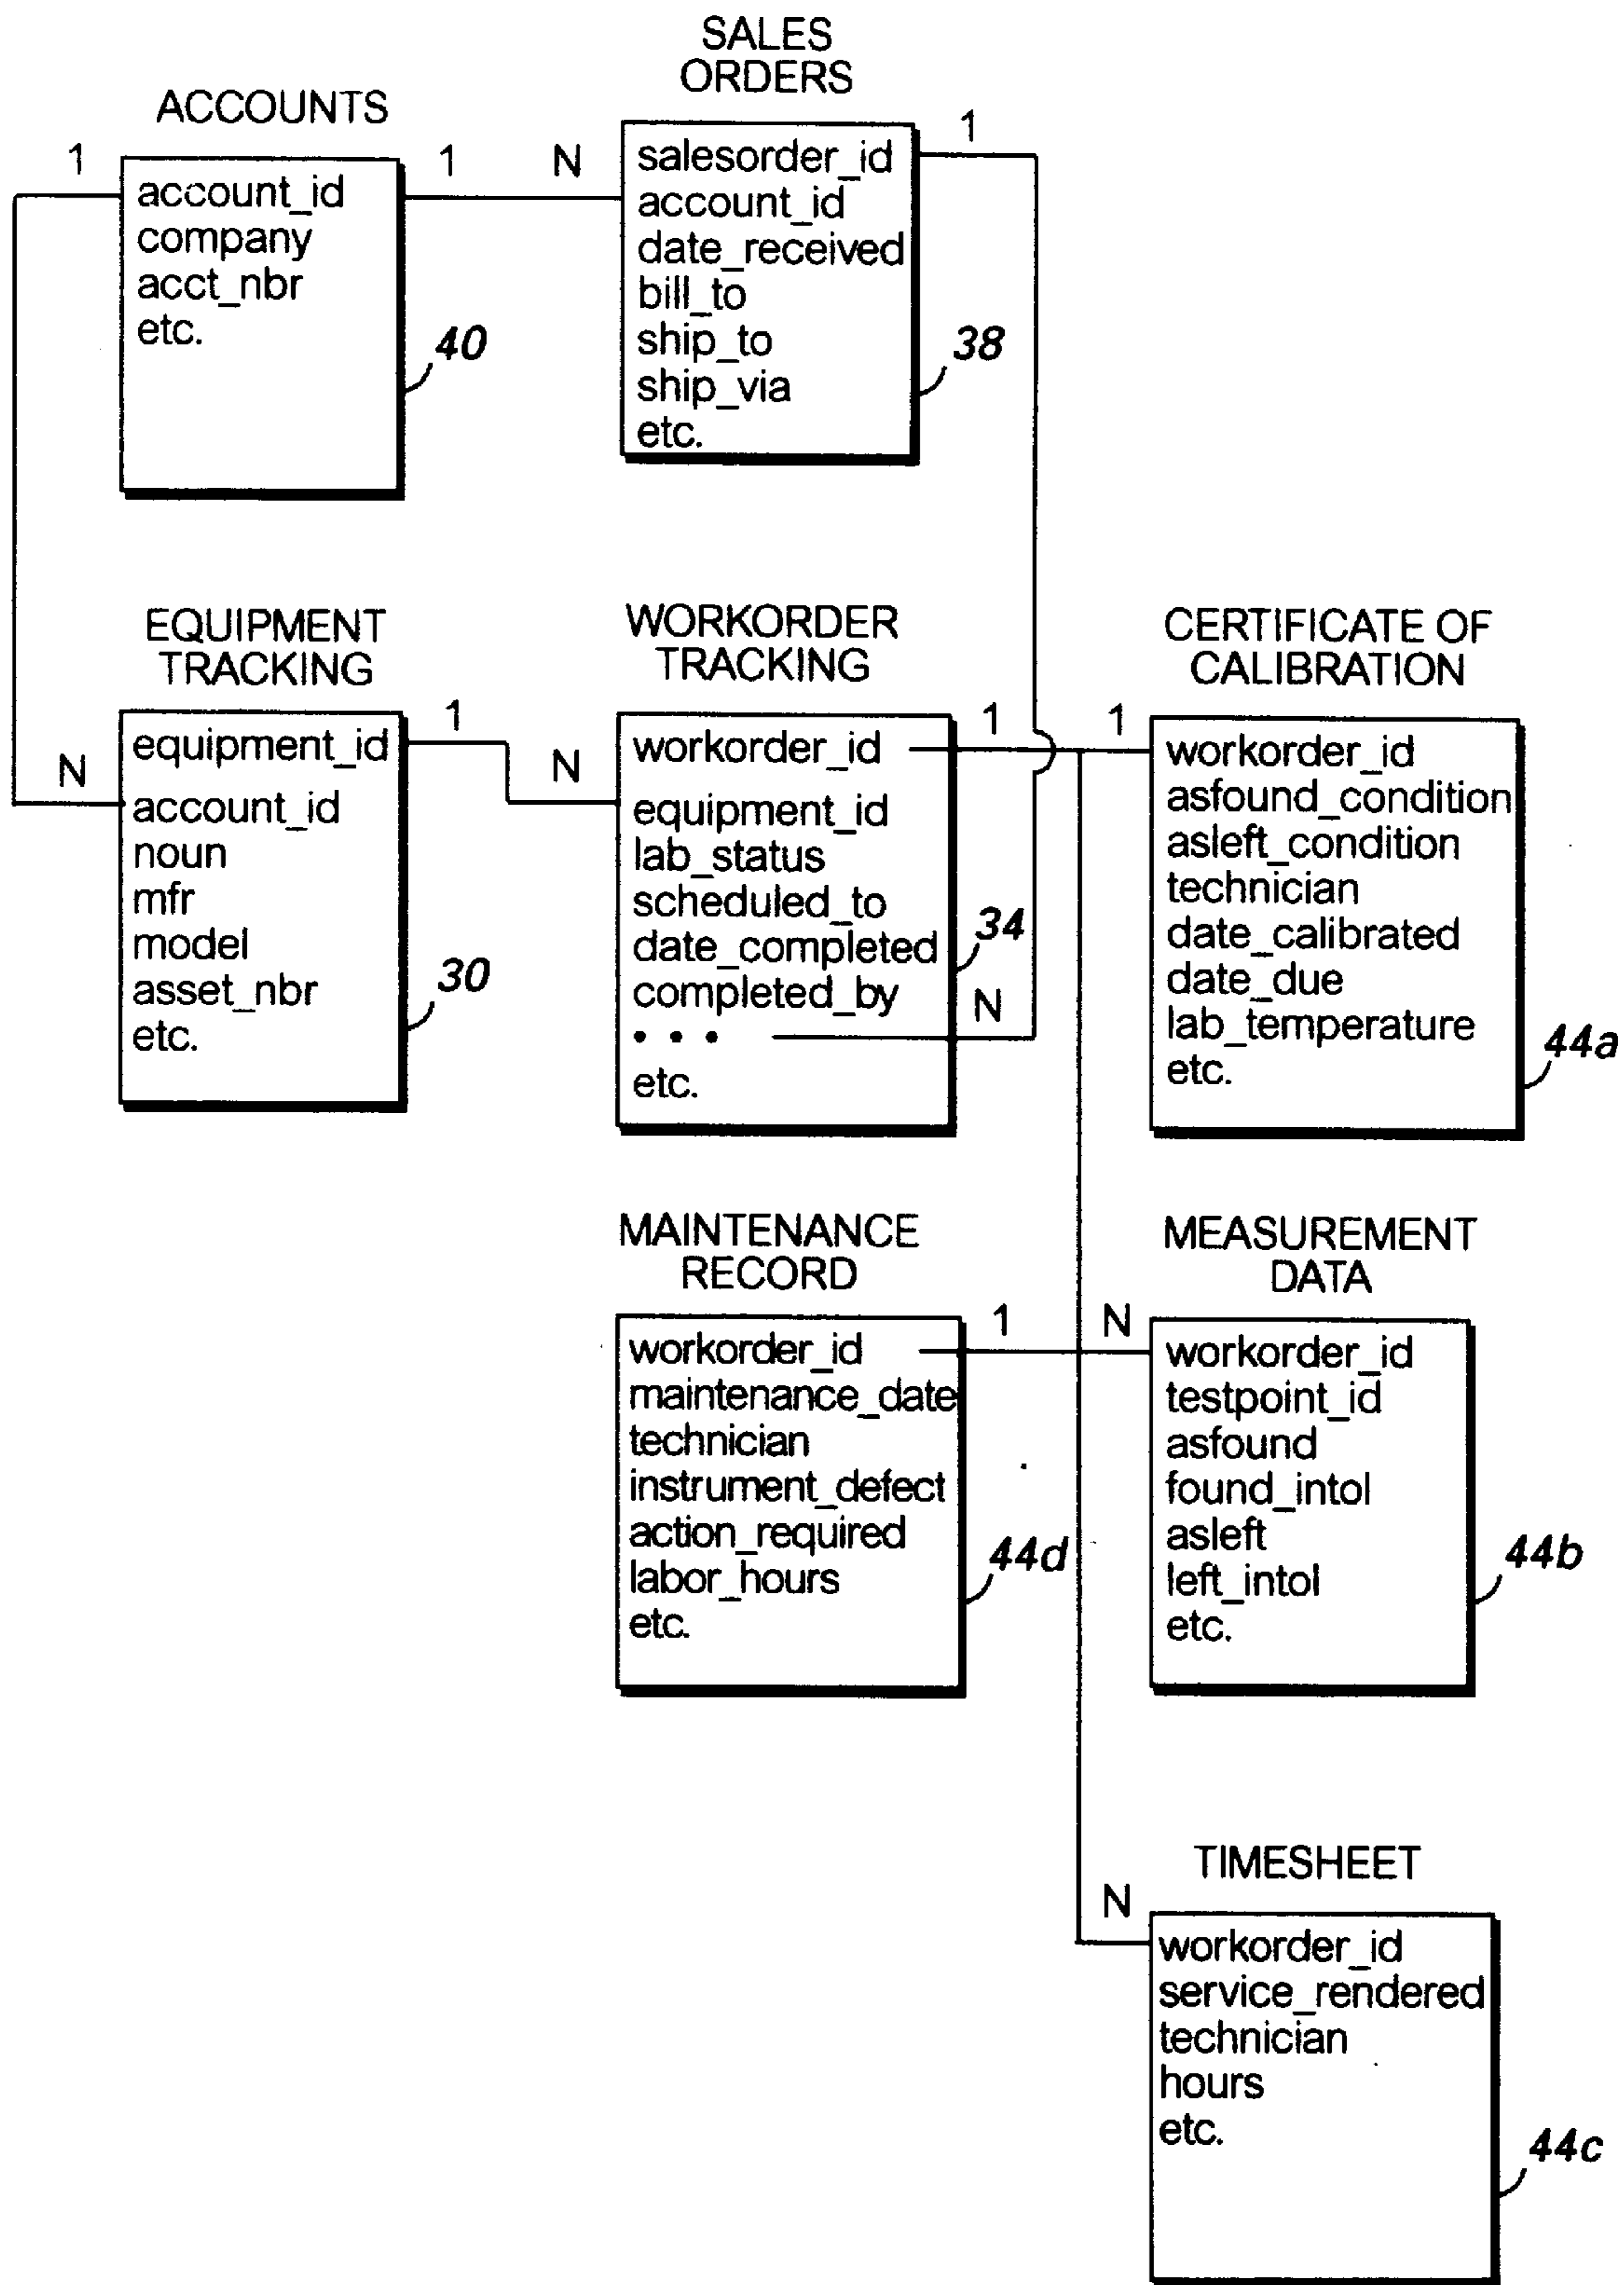 SALES
ORDERS
ACCOUNTS
1
account_id
company
acct_nbr
etc.
40
1
N
salesorder_id
account_id
date_received
bill_to
ship_to
ship_via
etc.
38
1
EQUIPMENT
TRACKING
N
equipment_id
account_id
noun
mfr
model
asset_nbr
etc.
30
1
N
WORKORDER
TRACKING
workorder_id
equipment_id
lab_status
scheduled_to
date_completed
completed_by
• • •
etc.
34
N
1
1
CERTIFICATE OF
CALIBRATION
workorder_id
asfound_condition
asleft_condition
technician
date_calibrated
date_due
lab_temperature
etc.
44a
MAINTENANCE
RECORD
workorder_id
maintenance_date
technician
instrument_defect
action_required
labor_hours
etc.
44d
1
N
MEASUREMENT
DATA
workorder_id
testpoint_id
asfound
found_intol
asleft
left_intol
etc.
44b
TIMESHEET
N
workorder_id
service_rendered
technician
hours
etc.
44c